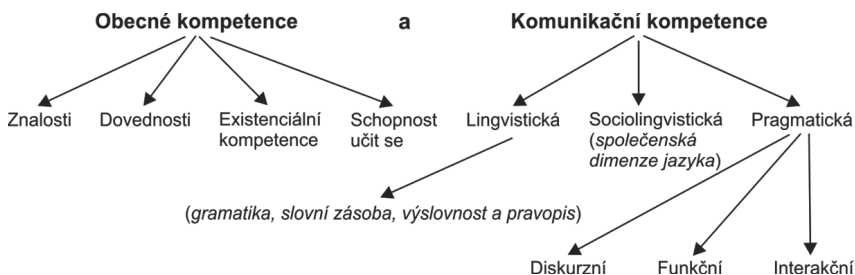 Obecné kompetence a Komunikační kompetence
Znalosti Dovednosti Existenciální Schopnost Lingvistická Sociolingvistická Pragmatická
kompetence učit se (společenská
dimenze jazyka)
(gramatika, slovní zásoba, výslovnost a pravopis)
Diskurzní Funkční Interakční